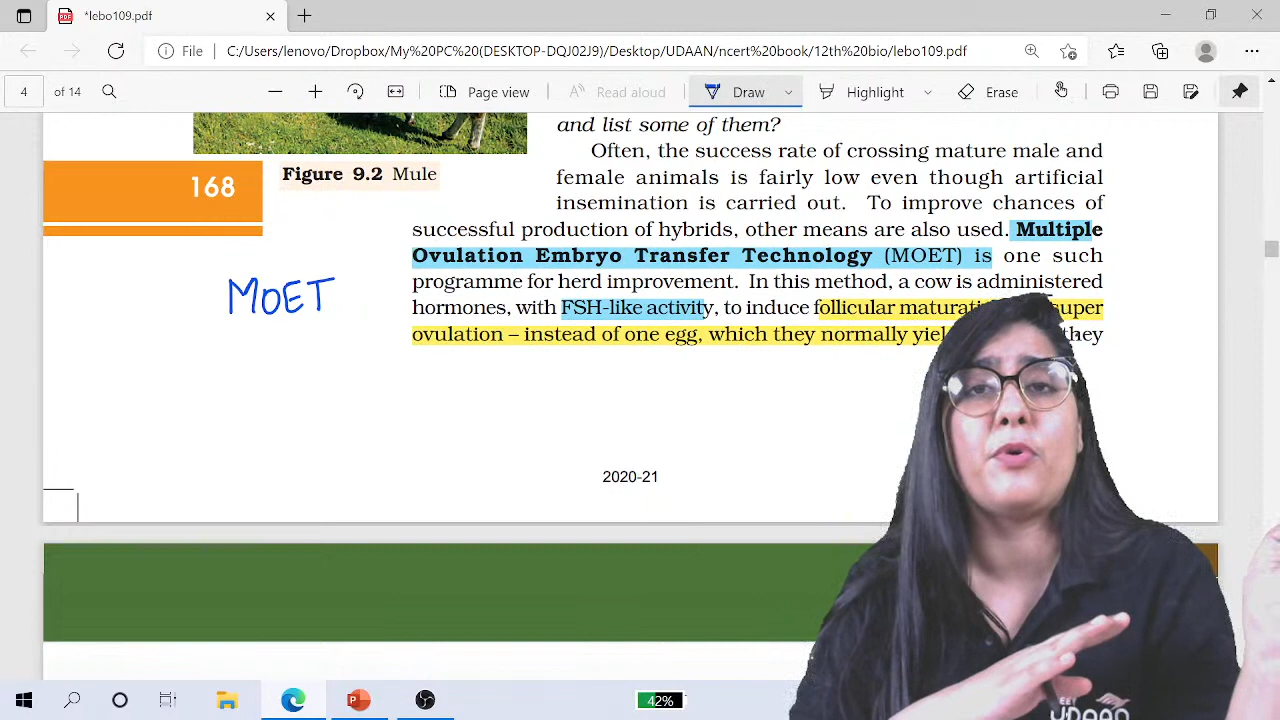 *lebo109.pdf
File C:/Users/lenovo/Dropbox/My%20PC%20(DESKTOP-DQJ02J9)/Desktop/UDAAN/ncert%20book/12th%20bio/lebo109.pdf
4 of 14 Page view Read aloud Draw Highlight Erase
and list some of them?
Often, the success rate of crossing mature male and
168
Figure 9.2 Mule
female animals is fairly low even though artificial
insemination is carried out. To improve chances of
successful production of hybrids, other means are also used. Multiple
Ovulation Embryo Transfer Technology (MOET) is one such
programme for herd improvement. In this method, a cow is administered
MOET
hormones, with FSH-like activity, to induce follicular super
ovulation – instead of one egg, which they normally they
2020-21
42%
UDAAN